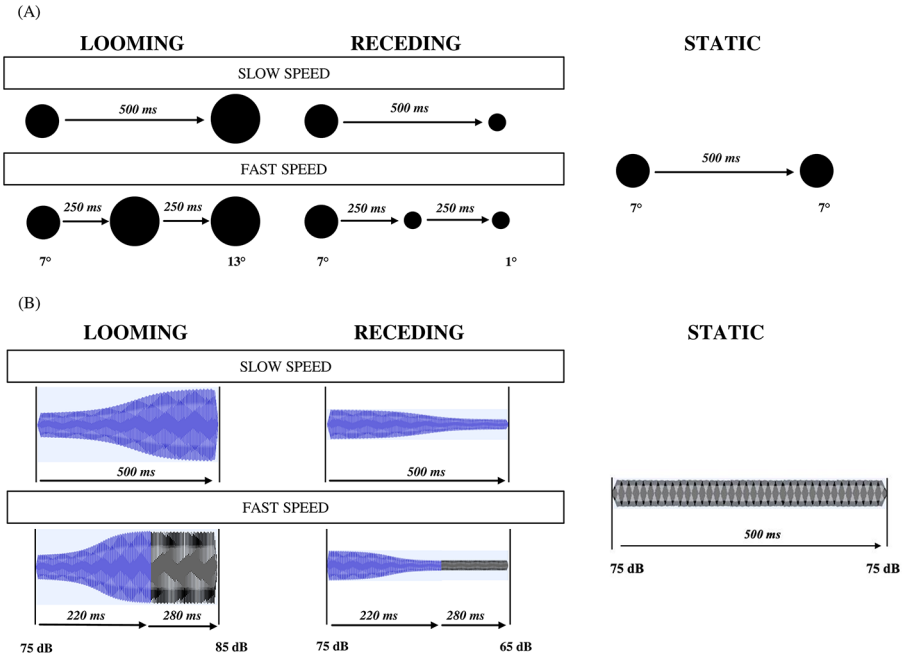 (A)
LOOMING RECEDING STATIC
SLOW SPEED
500 ms 500 ms
500 ms
FAST SPEED
250 ms 250 ms 250 ms 250 ms
7° 7°
7° 13° 7° 1°
(B)
LOOMING RECEDING STATIC
SLOW SPEED
500 ms 500 ms
FAST SPEED
500 ms
75 dB 75 dB
220 ms 280 ms 220 ms 280 ms
75 dB 85 dB 75 dB 65 dB